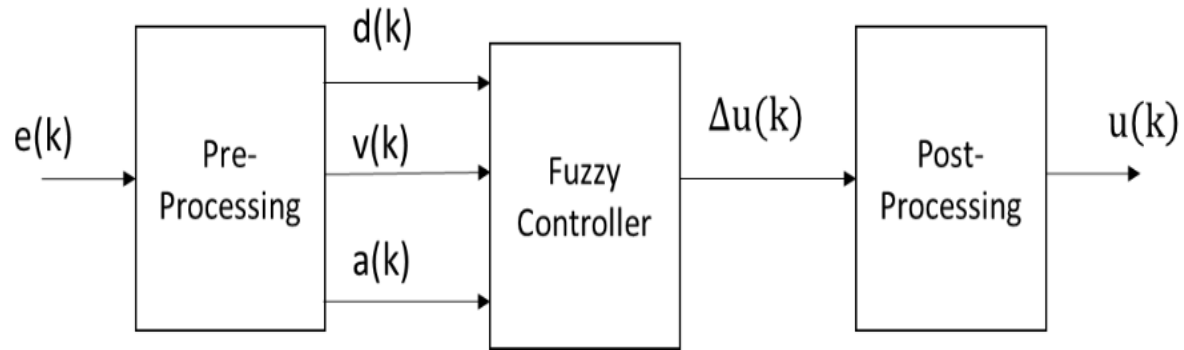 e(k)
Pre-
Processing
d(k)
v(k)
a(k)
Fuzzy
Controller
Δu(k)
Post-
Processing
u(k)